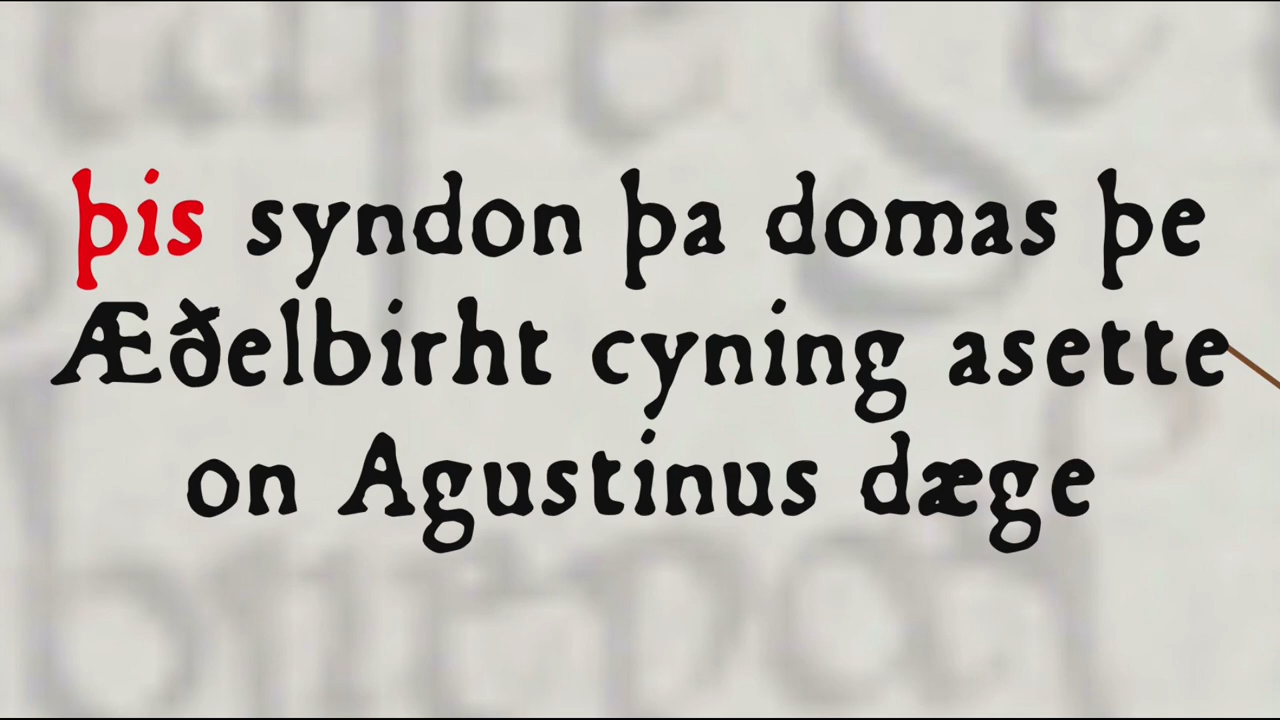 þis syndon þa domas þe
Æðelbirht cyning asette
on Agustinus dæge